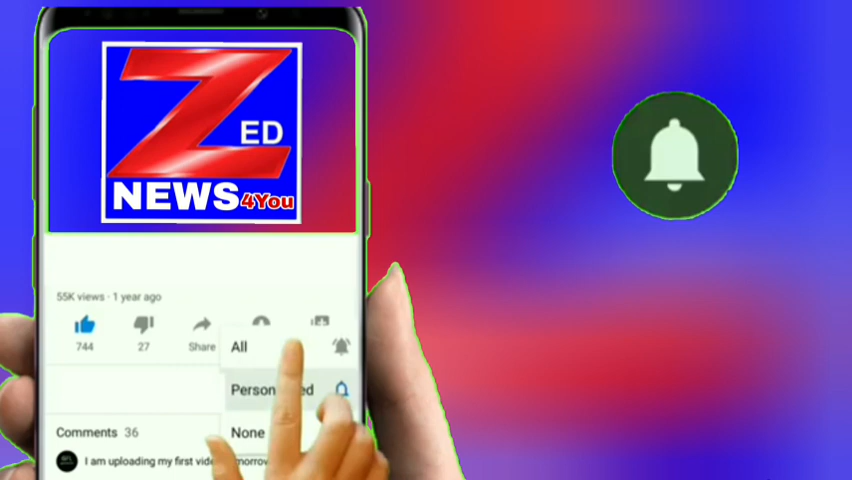 Z ED
NEWS 4You
55K views · 1 year ago
744
27
Share
All
None
Comments 36
I am uploading my first